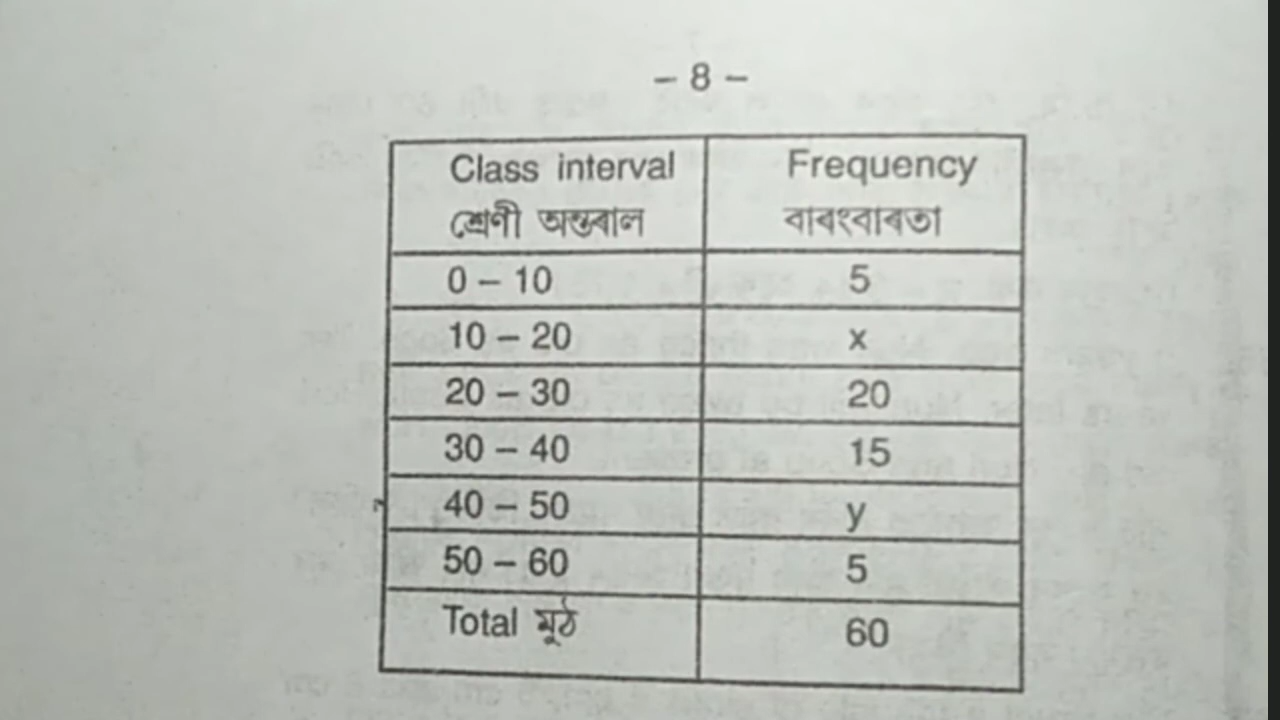 – 8 –
Class interval Frequency
শ্ৰেণী অন্তৰাল বাৰংবাৰতা
0 – 10 5
10 – 20 x
20 – 30 20
30 – 40 15
40 – 50 y
50 – 60 5
Total মুঠ 60